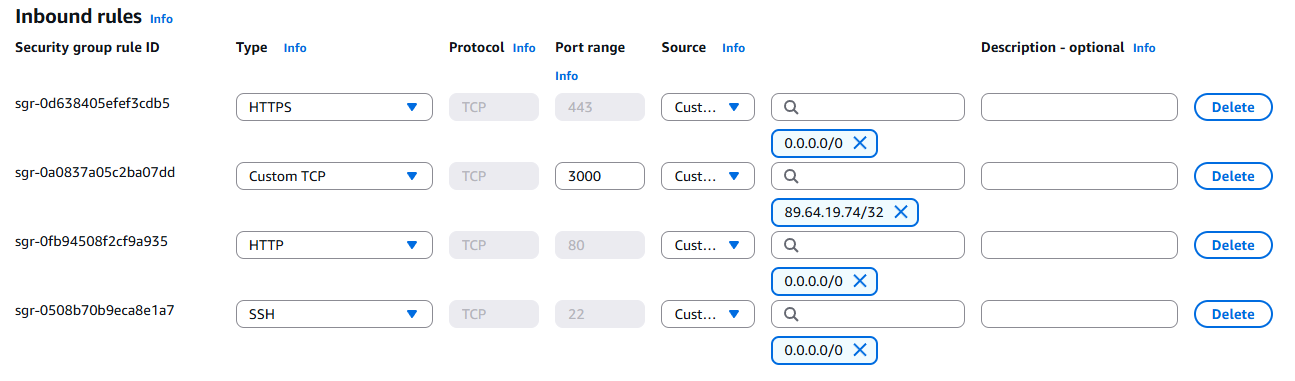 Inbound rules Info
Security group rule ID Type Info Protocol Info Port range Info Source Info Description - optional Info
sgr-0d638405efef3cdb5 HTTPS TCP 443 Cust... Delete
0.0.0.0/0
sgr-0a0837a05c2ba07dd Custom TCP TCP 3000 Cust... Delete
89.64.19.74/32
sgr-0fb94508f2cf9a935 HTTP TCP 80 Cust... Delete
0.0.0.0/0
sgr-0508b70b9eca8e1a7 SSH TCP 22 Cust... Delete
0.0.0.0/0